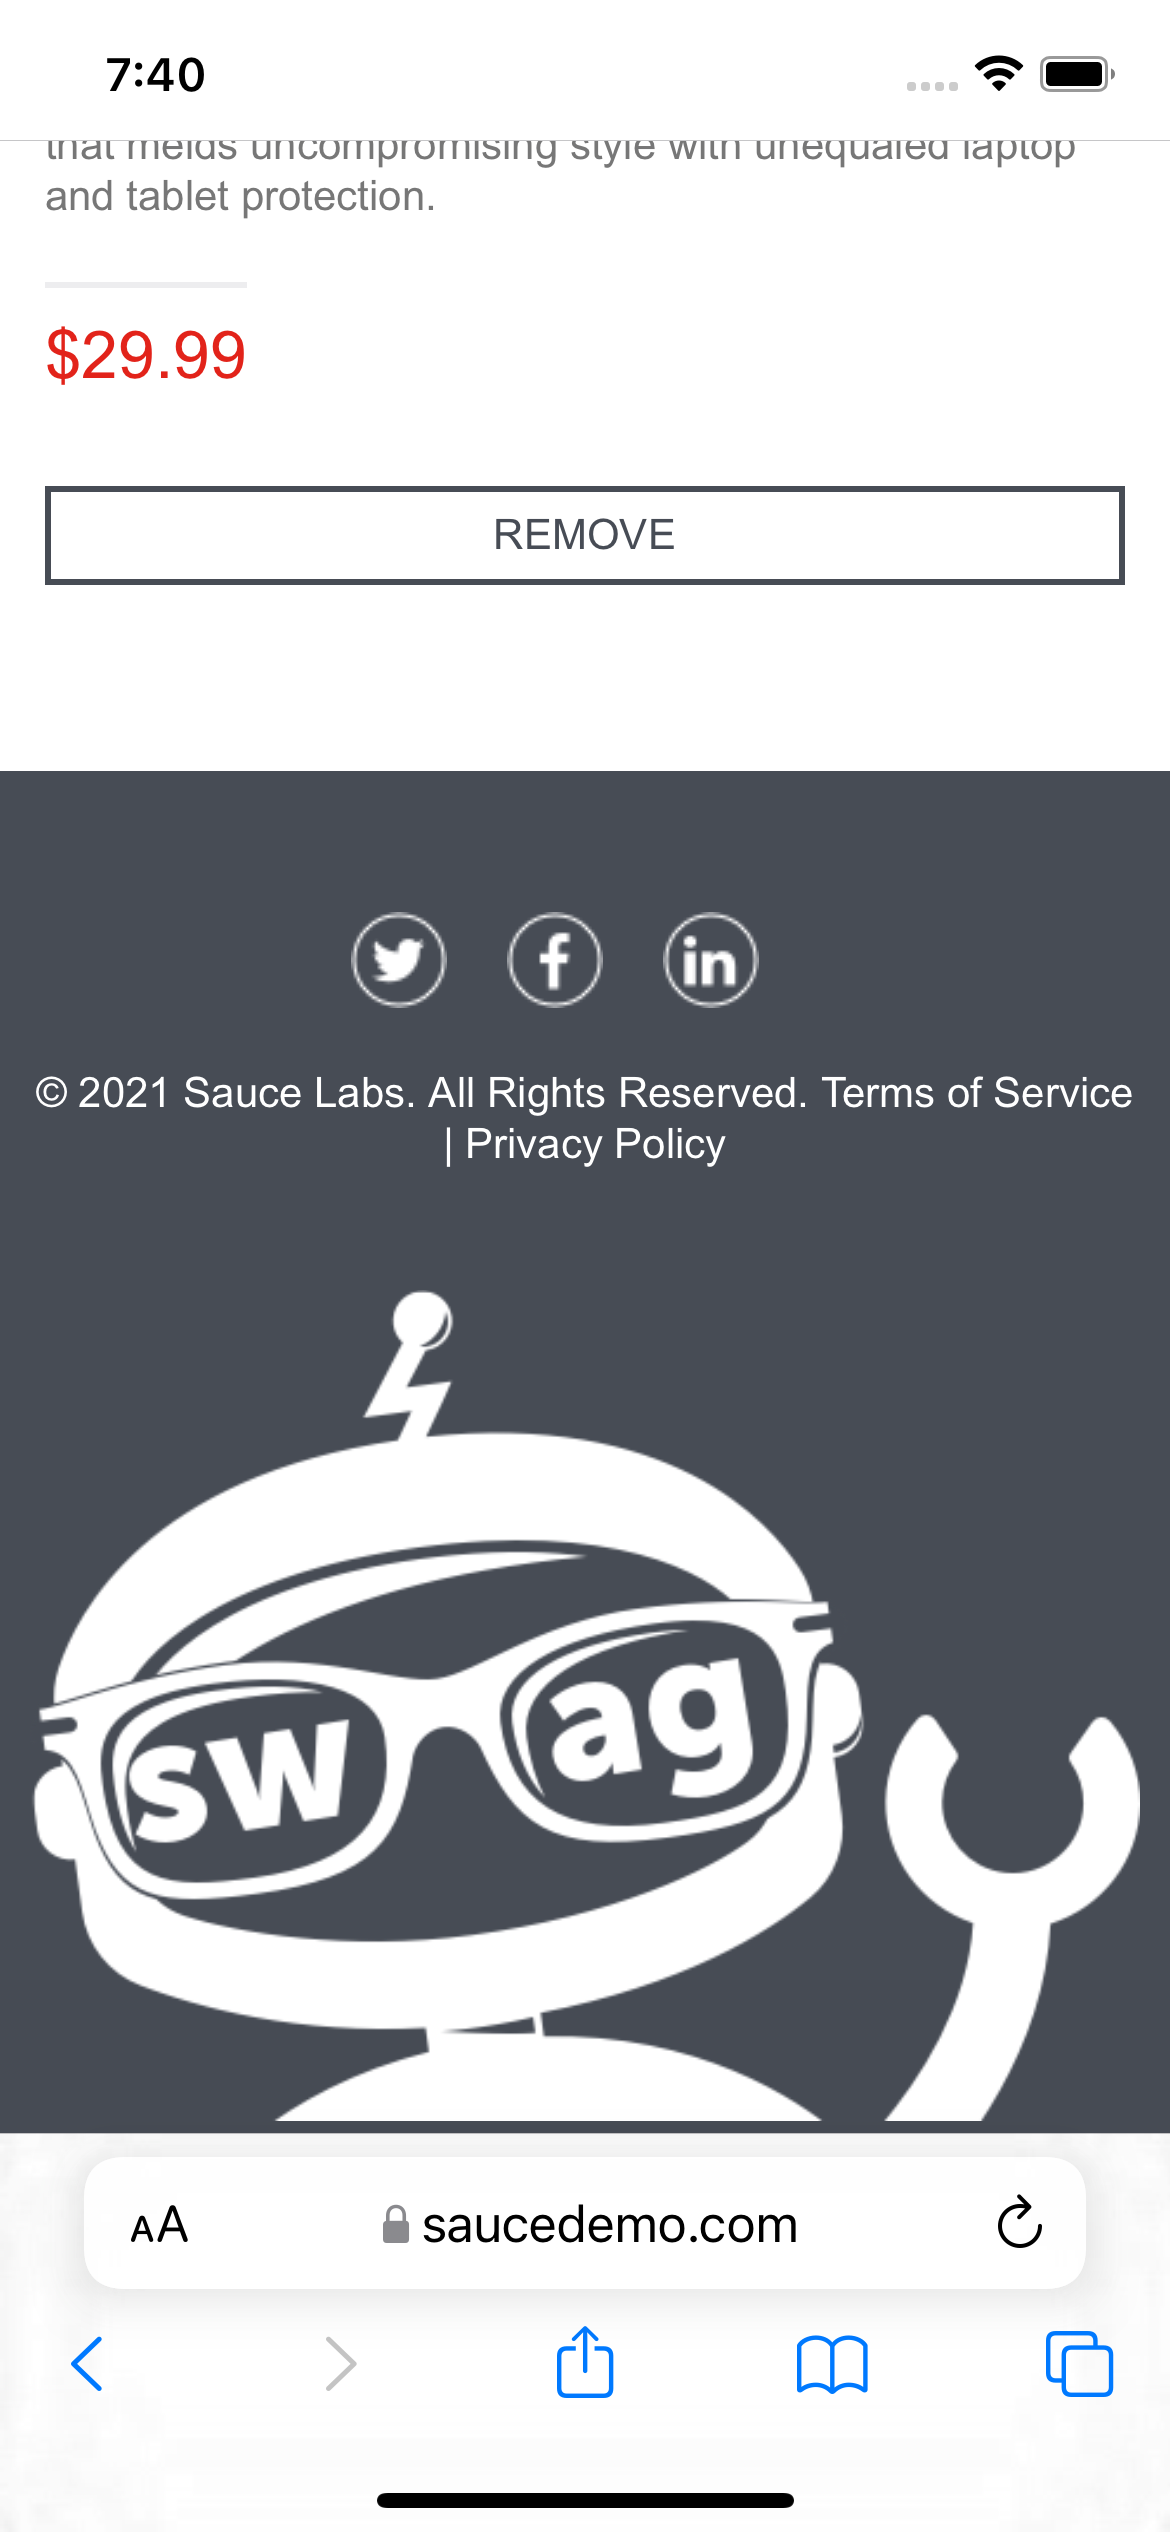 7:40
that melds uncompromising style with unequaled laptop
and tablet protection.
$29.99
REMOVE
© 2021 Sauce Labs. All Rights Reserved. Terms of Service
| Privacy Policy
sw ag
AA saucedemo.com